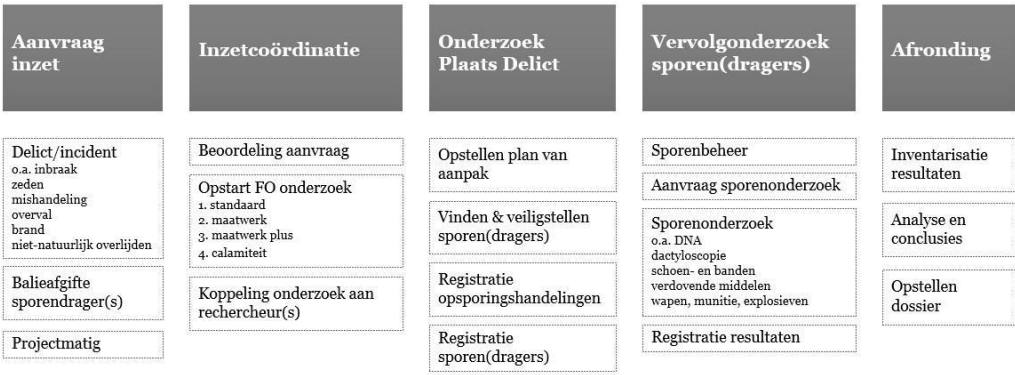 Aanvraag
inzet
Inzetcoördinatie
Onderzoek
Plaats Delict
Vervolgonderzoek
sporen(dragers)
Afronding
Delict/incident
o.a. inbraak
zeden
mishandeling
overval
brand
niet-natuurlijk overlijden
Balieafgifte
sporendrager(s)
Projectmatig
Beoordeling aanvraag
Opstart FO onderzoek
1. standaard
2. maatwerk
3. maatwerk plus
4. calamiteit
Koppeling onderzoek aan
rechercheur(s)
Opstellen plan van
aanpak
Vinden & veiligstellen
sporen(dragers)
Registratie
opsporingshandelingen
Registratie
sporen(dragers)
Sporenbeheer
Aanvraag sporenonderzoek
Sporenonderzoek
o.a. DNA
dactyloscopie
schoen- en banden
verdovende middelen
wapen, munitie, explosieven
Registratie resultaten
Inventarisatie
resultaten
Analyse en
conclusies
Opstellen
dossier